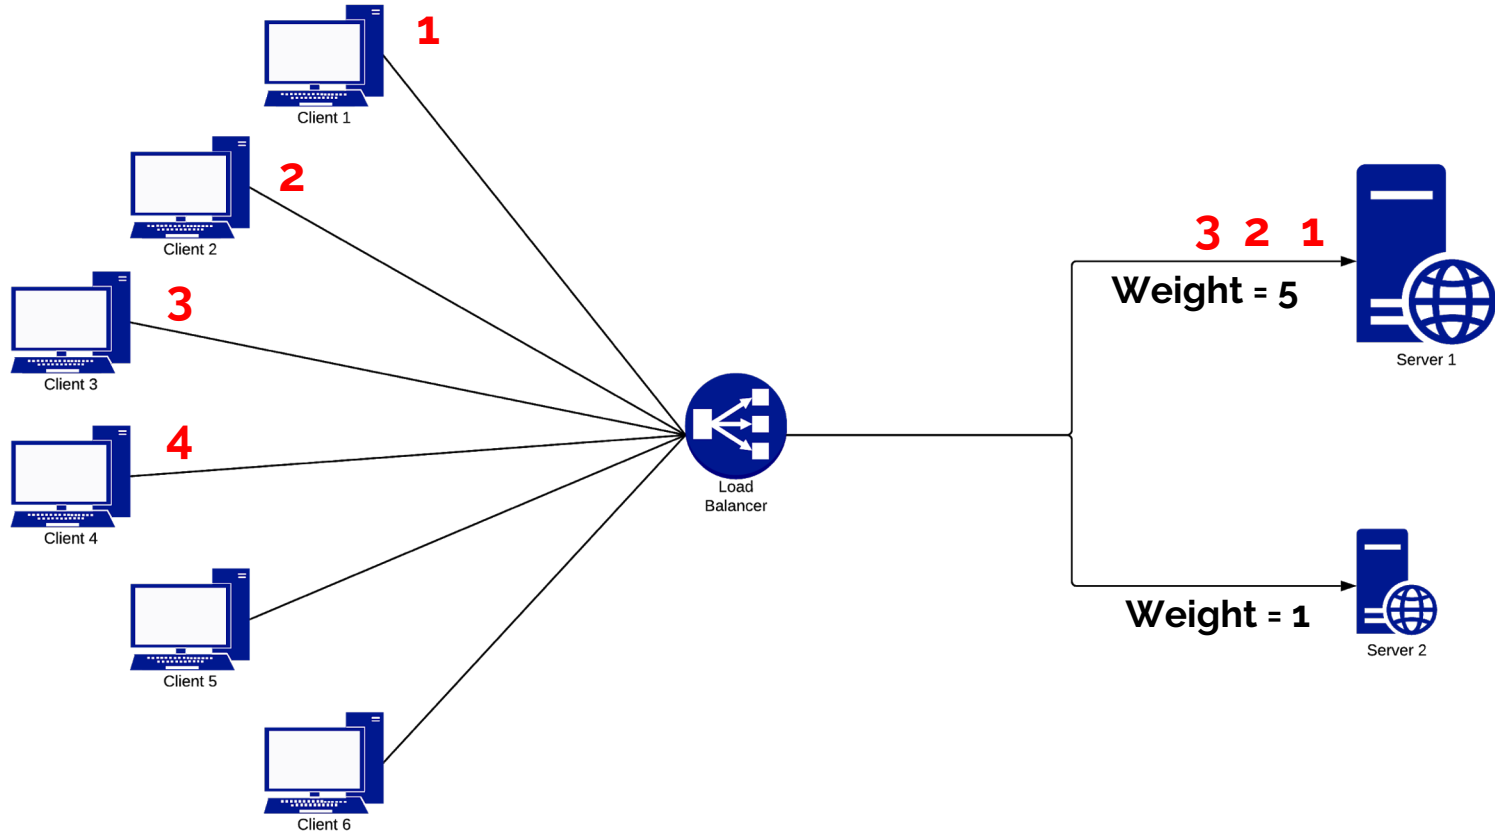 1
Client 1
2
Client 2
3
Client 3
4
Client 4
Client 5
Client 6
Load
Balancer
3 2 1
Weight = 5
Server 1
Weight = 1
Server 2